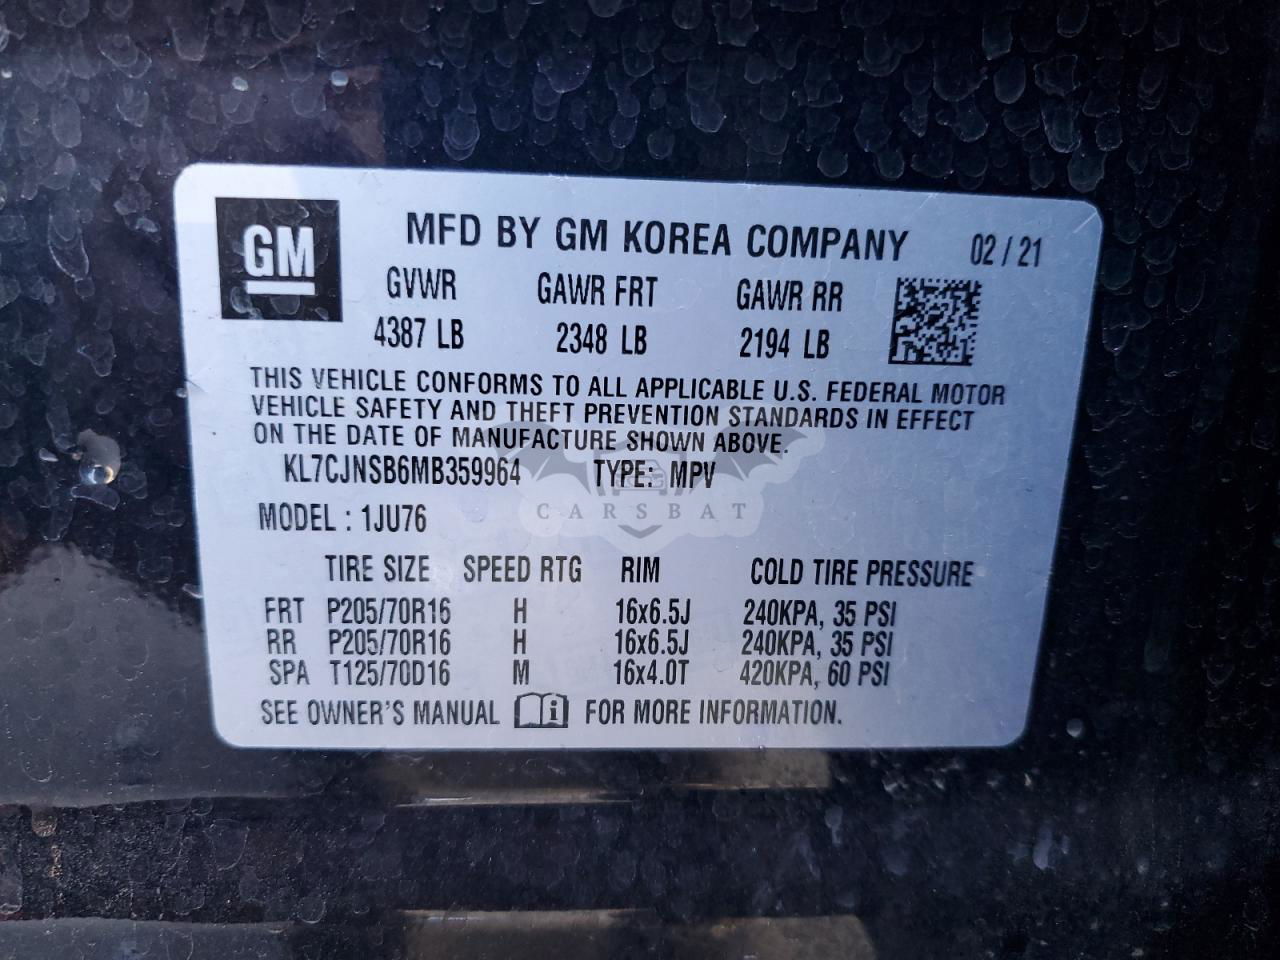 GM
MFD BY GM KOREA COMPANY 02 / 21
GVWR GAWR FRT GAWR RR
4387 LB 2348 LB 2194 LB
THIS VEHICLE CONFORMS TO ALL APPLICABLE U.S. FEDERAL MOTOR
VEHICLE SAFETY AND THEFT PREVENTION STANDARDS IN EFFECT
ON THE DATE OF MANUFACTURE SHOWN ABOVE.
KL7CJNSB6MB359964 TYPE: MPV
CARSBAT
MODEL : 1JU76
TIRE SIZE SPEED RTG RIM COLD TIRE PRESSURE
FRT P205/70R16 H 16x6.5J 240KPA, 35 PSI
RR P205/70R16 H 16x6.5J 240KPA, 35 PSI
SPA T125/70D16 M 16x4.0T 420KPA, 60 PSI
SEE OWNER'S MANUAL i FOR MORE INFORMATION.